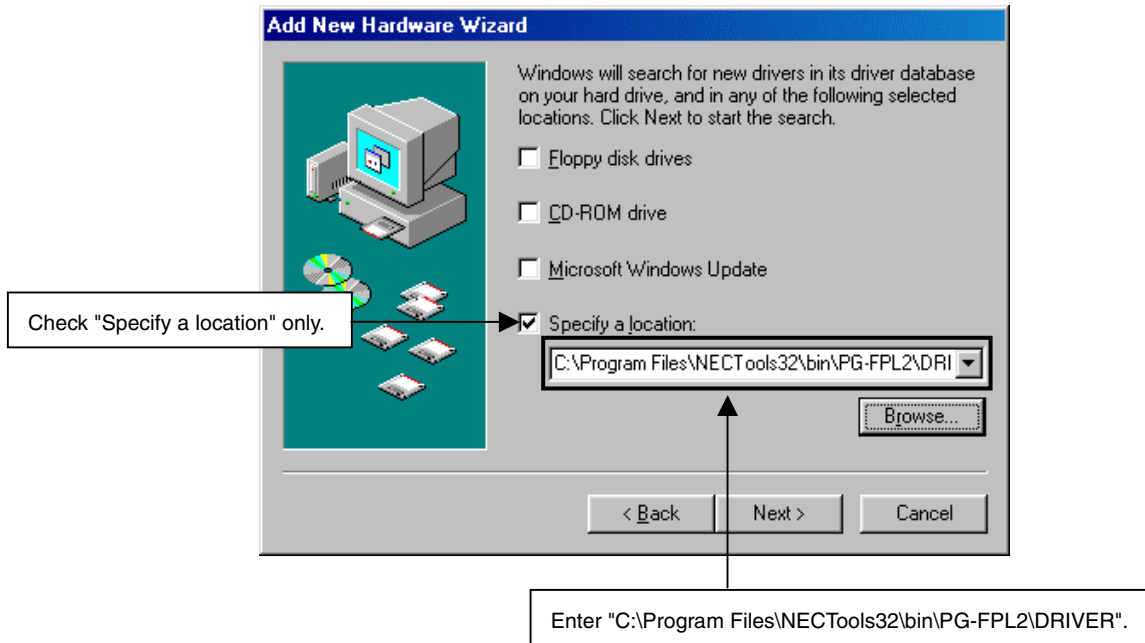 Add New Hardware Wizard
Windows will search for new drivers in its driver database
on your hard drive, and in any of the following selected
locations. Click Next to start the search.
Floppy disk drives
CD-ROM drive
Microsoft Windows Update
Check "Specify a location" only.
Specify a location:
C:\Program Files\NECTools32\bin\PG-FPL2\DRI
Browse...
< Back
Next >
Cancel
Enter "C:\Program Files\NECTools32\bin\PG-FPL2\DRIVER".